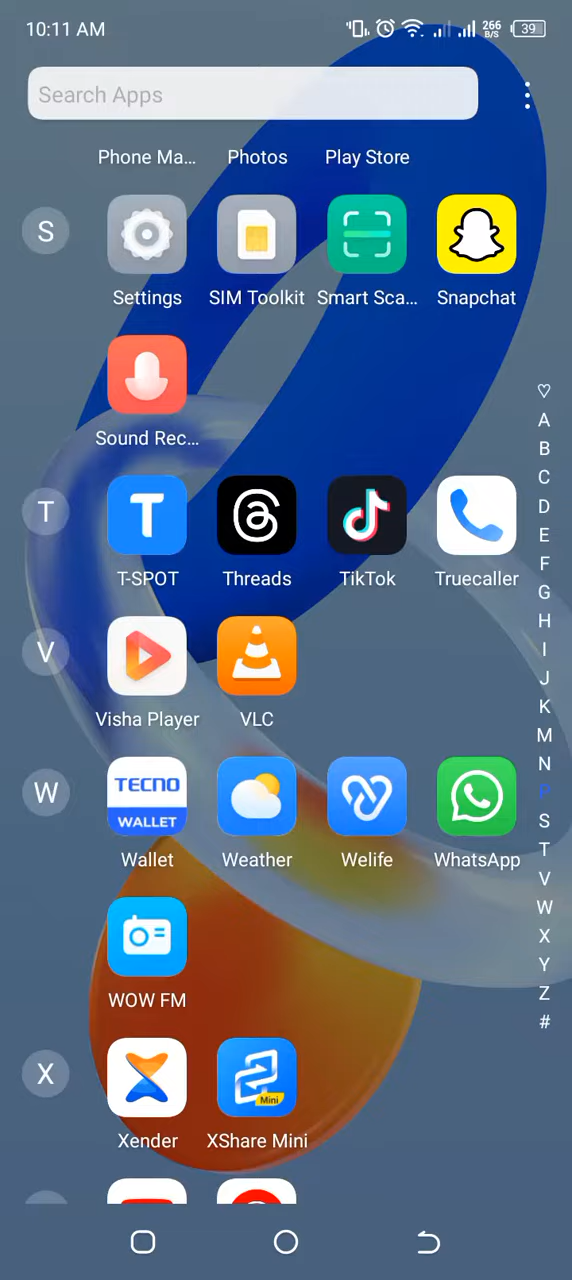 10:11 AM 266 B/S 39
Search Apps
Phone Ma... Photos Play Store
S
Settings SIM Toolkit Smart Sca... Snapchat
Sound Rec...
T
T-SPOT Threads TikTok Truecaller
V
Visha Player VLC
W
TECNO
WALLET
Wallet Weather Welife WhatsApp
WOW FM
X
Mini
Xender XShare Mini
A
B
C
D
E
F
G
H
I
J
K
M
N
P
S
T
V
W
X
Y
Z
#